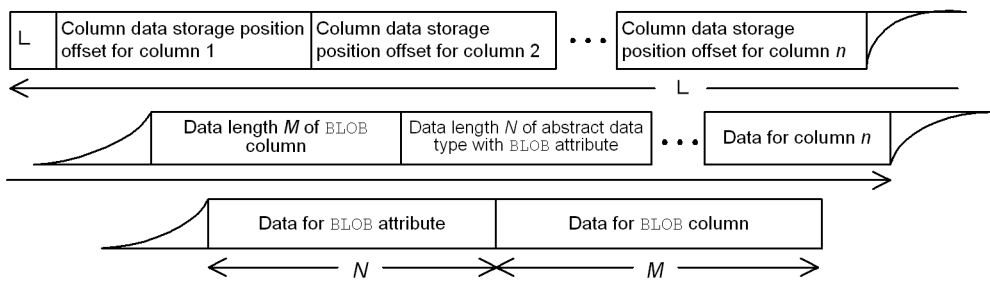 L
Column data storage position
offset for column 1
Column data storage
position offset for column 2
•••
Column data storage
position offset for column n
L
Data length M of BLOB
column
Data length N of abstract data
type with BLOB attribute
•••
Data for column n
Data for BLOB attribute
Data for BLOB column
N
M